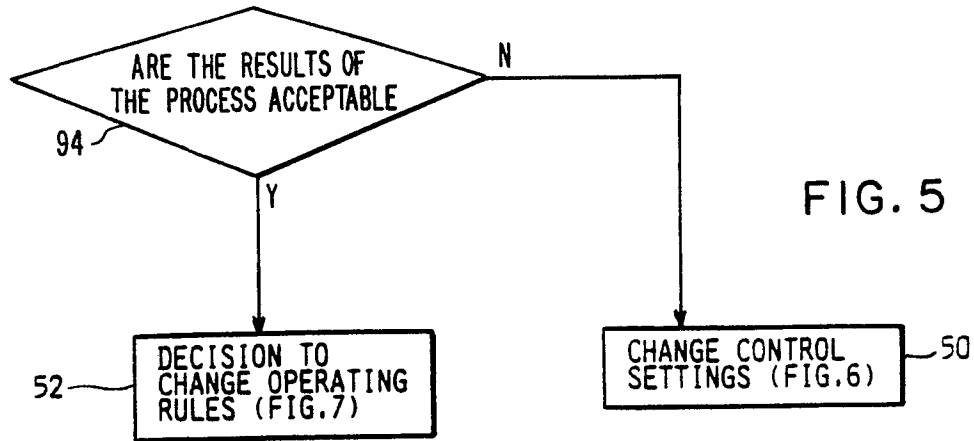 ARE THE RESULTS OF
THE PROCESS ACCEPTABLE
N
94
Y
FIG. 5
DECISION TO
CHANGE OPERATING
RULES (FIG.7)
52
CHANGE CONTROL
SETTINGS (FIG.6)
50